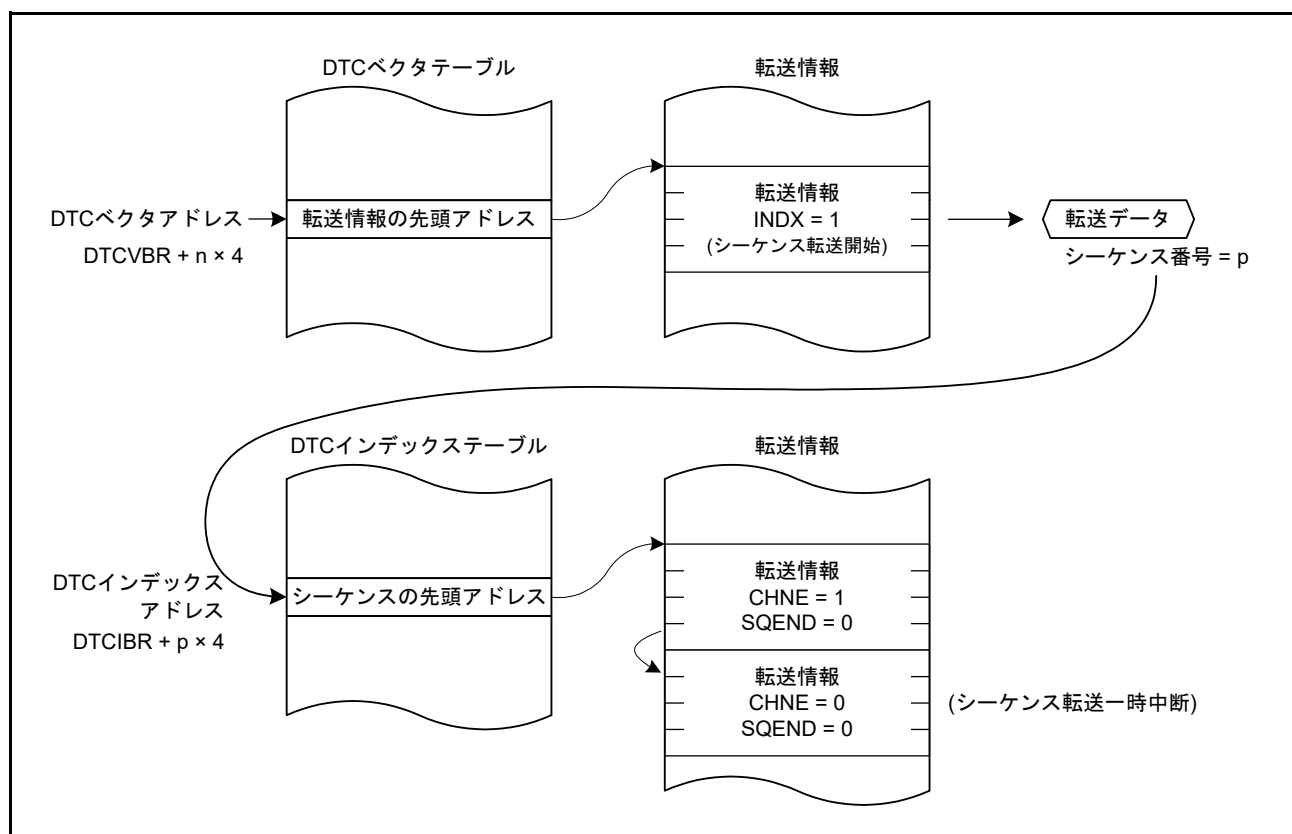 DTCベクタテーブル
転送情報
DTCベクタアドレス
DTCVBR + n × 4
転送情報の先頭アドレス
転送情報
INDX = 1
(シーケンス転送開始)
転送データ
シーケンス番号 = p
DTCインデックステーブル
転送情報
DTCインデックス
アドレス
DTCIBR + p × 4
シーケンスの先頭アドレス
転送情報
CHNE = 1
SQEND = 0
転送情報
CHNE = 0
SQEND = 0
(シーケンス転送一時中断)